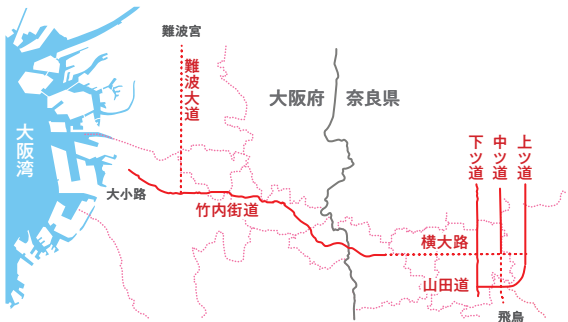 難波宮
難波大道
大阪府
奈良県
大阪湾
下ツ道
中ツ道
上ツ道
大小路
竹内街道
横大路
山田道
飛鳥